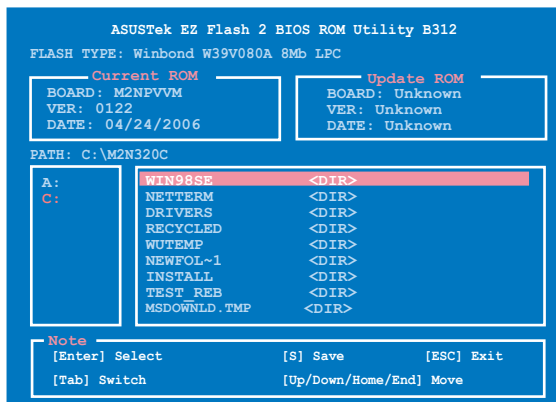 ASUSTek EZ Flash 2 BIOS ROM Utility B312
FLASH TYPE: Winbond W39V080A 8Mb LPC
Current ROM
BOARD: M2NPVVM
VER: 0122
DATE: 04/24/2006
Update ROM
BOARD: Unknown
VER: Unknown
DATE: Unknown
PATH: C:\M2N320C
A:
C:
WIN98SE <DIR>
NETTERM <DIR>
DRIVERS <DIR>
RECYCLED <DIR>
WUTEMP <DIR>
NEWFOL~1 <DIR>
INSTALL <DIR>
TEST_REB <DIR>
MSDOWNLD.TMP <DIR>
Note
[Enter] Select [S] Save [ESC] Exit
[Tab] Switch [Up/Down/Home/End] Move